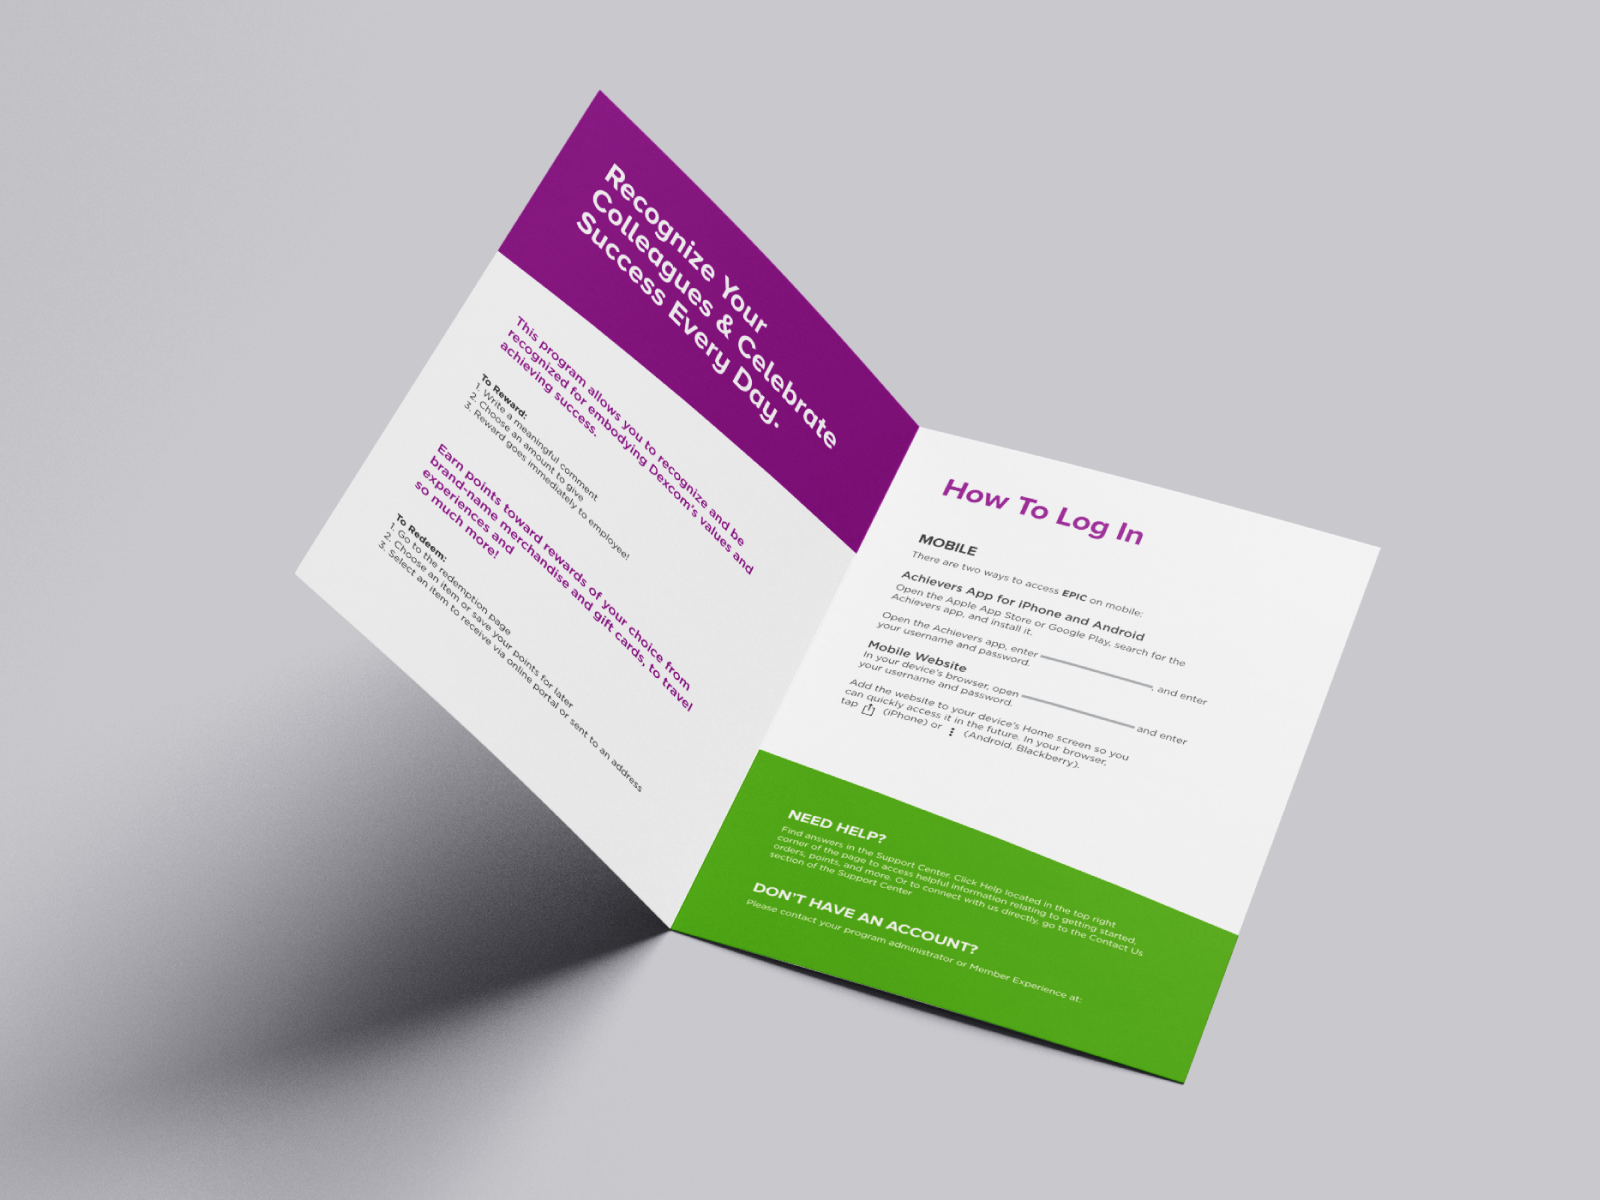 Recognize Your
Colleagues & Celebrate
Success Every Day.
This program allows you to recognize and be
recognized for embodying Dexcom's values and
achieving success.
To Reward:
1. Write a meaningful comment
2. Choose an amount to give
3. Reward goes immediately to employee!
Earn points toward rewards of your choice from
brand-name merchandise and gift cards, to travel
experiences and
so much more!
To Redeem:
1. Go to the redemption page
2. Choose an item or save your points for later
3. Select an item to receive via online portal or sent to an address
How To Log In
MOBILE
There are two ways to access EPIC on mobile:
Achievers App for iPhone and Android
Open the Apple App Store or Google Play, search for the
Achievers app, and install it.
Open the Achievers app, enter , and enter
your username and password.
Mobile Website
In your device's browser, open and enter
your username and password.
Add the website to your device's Home screen so you
can quickly access it in the future. In your browser,
tap (iPhone) or (Android, Blackberry).
NEED HELP?
Find answers in the Support Center. Click Help located in the top right
corner of the page to access helpful information relating to getting started,
orders, points, and more. Or to connect with us directly, go to the Contact Us
section of the Support Center
DON'T HAVE AN ACCOUNT?
Please contact your program administrator or Member Experience at: